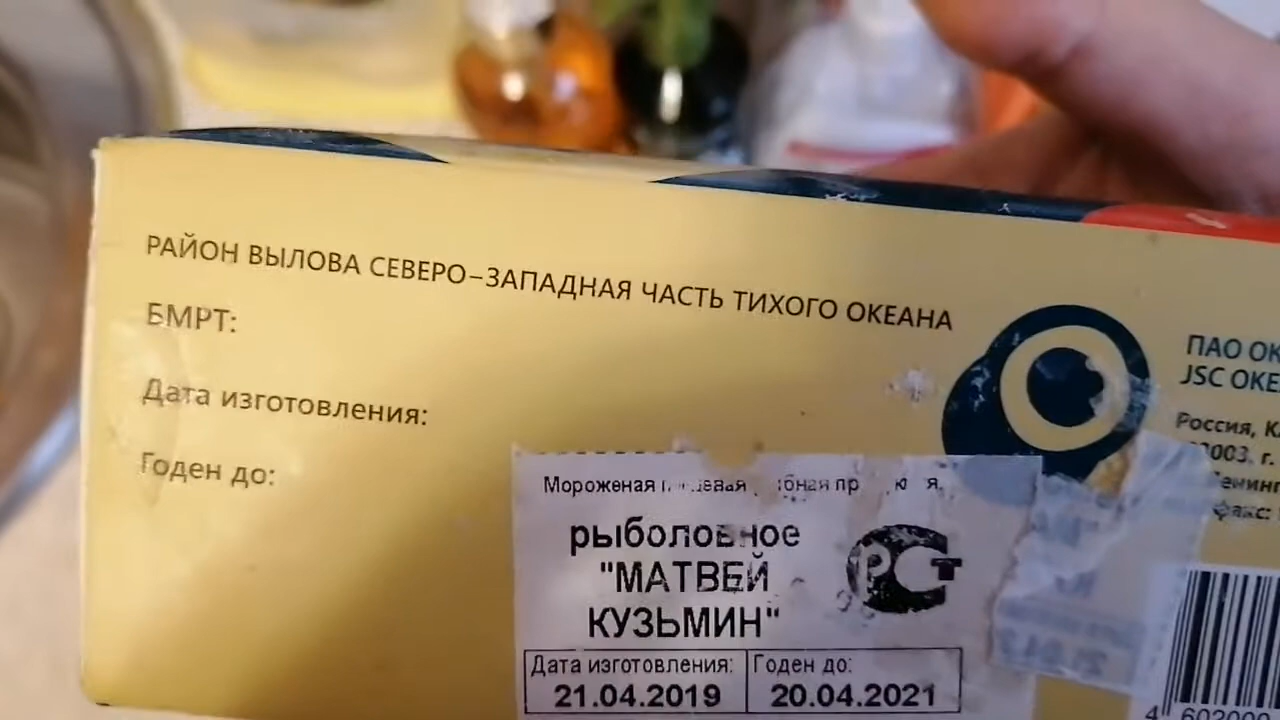 РАЙОН ВЫЛОВА СЕВЕРО-ЗАПАДНАЯ ЧАСТЬ ТИХОГО ОКЕАНА
БМРТ:
Дата изготовления:
Годен до:
ПАО ОК
JSC OKE
Россия, К
Мороженая
рыболовное
"МАТВЕЙ
КУЗЬМИН"
РСТ
Дата изготовления: Годен до:
21.04.2019 20.04.2021